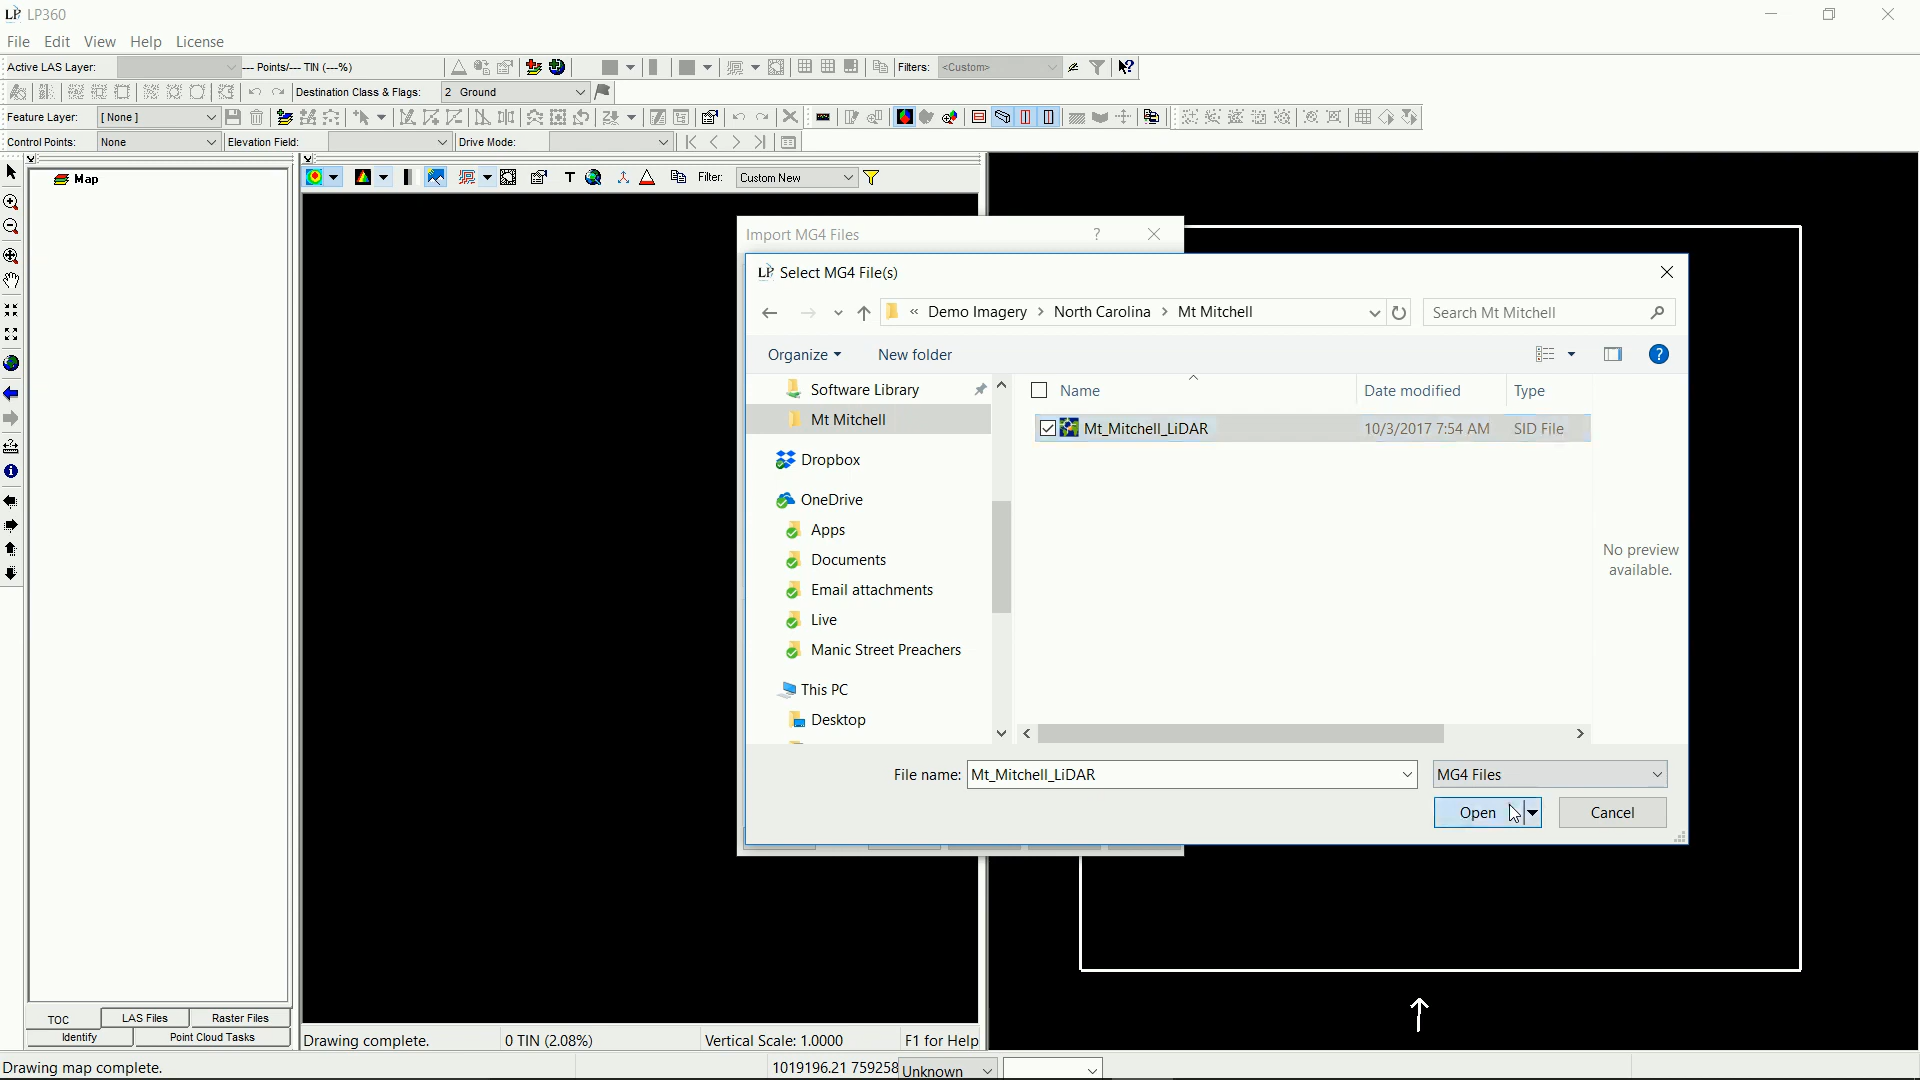 LP LP360
File Edit View Help License
Active LAS Layer: --- Points/--- TIN (---%) Filters: <Custom>
Destination Class & Flags: 2 Ground
Feature Layer: [ None ]
Control Points: None Elevation Field: Drive Mode:
Map
T Filter: Custom New
Import MG4 Files ?
LP Select MG4 File(s)
« Demo Imagery > North Carolina > Mt Mitchell Search Mt Mitchell
Organize New folder ?
Software Library Name Date modified Type
Mt Mitchell Mt_Mitchell_LiDAR 10/3/2017 7:54 AM SID File
Dropbox
OneDrive
Apps
No preview
available.
Documents
Email attachments
Live
Manic Street Preachers
This PC
Desktop
File name: Mt_Mitchell_LiDAR MG4 Files
Open Cancel
TOC LAS Files Raster Files
Identify Point Cloud Tasks
Drawing complete. 0 TIN (2.08%) Vertical Scale: 1.0000 F1 for Help
Drawing map complete. 1019196.21 759258 Unknown